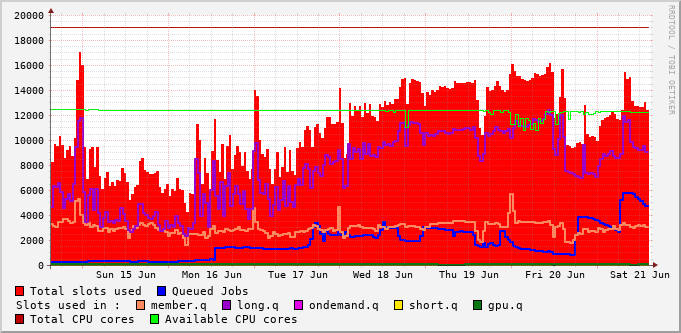 RRDTOOL / TOBI OETIKER
20000
18000
16000
14000
12000
10000
8000
6000
4000
2000
0
Sun 15 Jun Mon 16 Jun Tue 17 Jun Wed 18 Jun Thu 19 Jun Fri 20 Jun Sat 21 Jun
Total slots used Queued Jobs
Slots used in : member.q long.q ondemand.q short.q gpu.q
Total CPU cores Available CPU cores